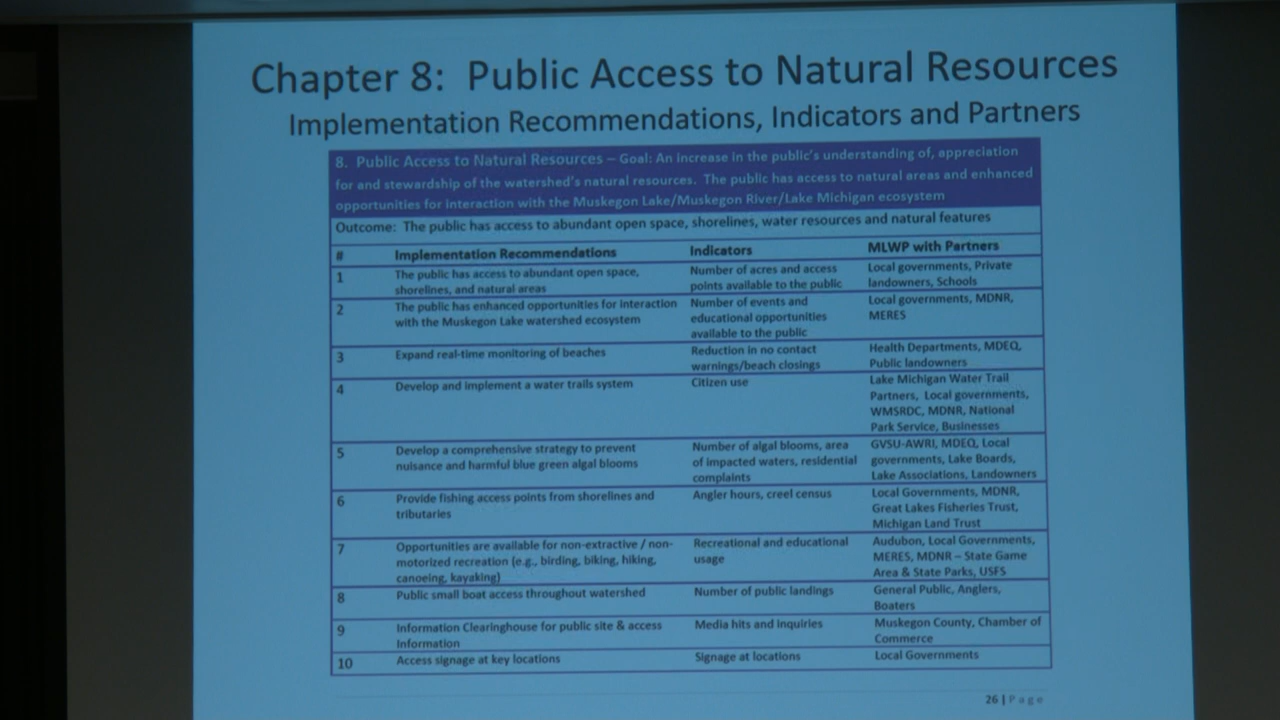 Chapter 8: Public Access to Natural Resources
Implementation Recommendations, Indicators and Partners
8. Public Access to Natural Resources – Goal: An increase in the public's understanding of, appreciation
for and stewardship of the watershed's natural resources. The public has access to natural areas and enhanced
opportunities for interaction with the Muskegon Lake/Muskegon River/Lake Michigan ecosystem
Outcome: The public has access to abundant open space, shorelines, water resources and natural features
# Implementation Recommendations Indicators MLWP with Partners
1 The public has access to abundant open space, Number of acres and access Local governments, Private
shorelines, and natural areas points available to the public landowners, Schools
2 The public has enhanced opportunities for interaction Number of events and Local governments, MDNR,
with the Muskegon Lake watershed ecosystem educational opportunities MERES
available to the public
3 Expand real-time monitoring of beaches Reduction in no contact Health Departments, MDEQ,
warnings/beach closings Public landowners
4 Develop and implement a water trails system Citizen use Lake Michigan Water Trail
Partners, Local governments,
WMSRDC, MDNR, National
Park Service, Businesses
5 Develop a comprehensive strategy to prevent Number of algal blooms, area GVSU-AWRI, MDEQ, Local
nuisance and harmful blue green algal blooms of impacted waters, residential governments, Lake Boards,
complaints Lake Associations, Landowners
6 Provide fishing access points from shorelines and Angler hours, creel census Local Governments, MDNR,
tributaries Great Lakes Fisheries Trust,
Michigan Land Trust
7 Opportunities are available for non-extractive / non- Recreational and educational Audubon, Local Governments,
motorized recreation (e.g., birding, biking, hiking, usage MERES, MDNR – State Game
canoeing, kayaking) Area & State Parks, USFS
8 Public small boat access throughout watershed Number of public landings General Public, Anglers,
Boaters
9 Information Clearinghouse for public site & access Media hits and inquiries Muskegon County, Chamber of
Information Commerce
10 Access signage at key locations Signage at locations Local Governments
26 | Page